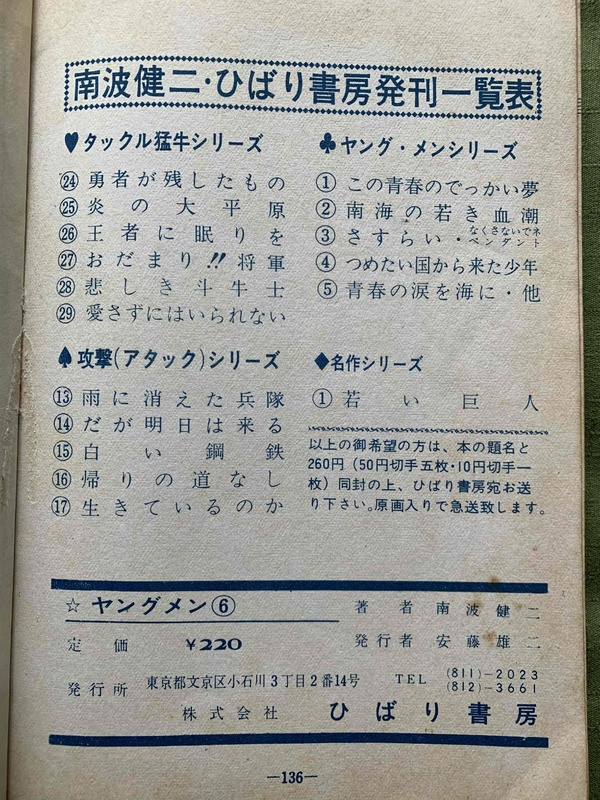 南波健二・ひばり書房発刊一覧表
♥タックル猛牛シリーズ
㉔勇者が残したもの
㉕炎の大平原
㉖王者に眠りを
㉗おだまり!!将軍
㉘悲しき斗牛士
㉙愛さずにはいられない
♣ヤング・メンシリーズ
①この青春のでっかい夢
②南海の若き血潮
③さすらい・なくさないでネペンダント
④つめたい国から来た少年
⑤青春の涙を海に・他
♠攻撃(アタック)シリーズ
⑬雨に消えた兵隊
⑭だが明日は来る
⑮白い鋼鉄
⑯帰りの道なし
⑰生きているのか
◆名作シリーズ
①若い巨人
以上の御希望の方は、本の題名と
260円(50円切手五枚・10円切手一
枚)同封の上、ひばり書房宛お送
り下さい。原画入りで急送致します。
☆ヤングメン⑥
定価 ¥220
著者 南波健二
発行者 安藤雄二
発行所 東京都文京区小石川3丁目2番14号 TEL (811)-2023
(812)-3661
株式会社 ひばり書房
—136—